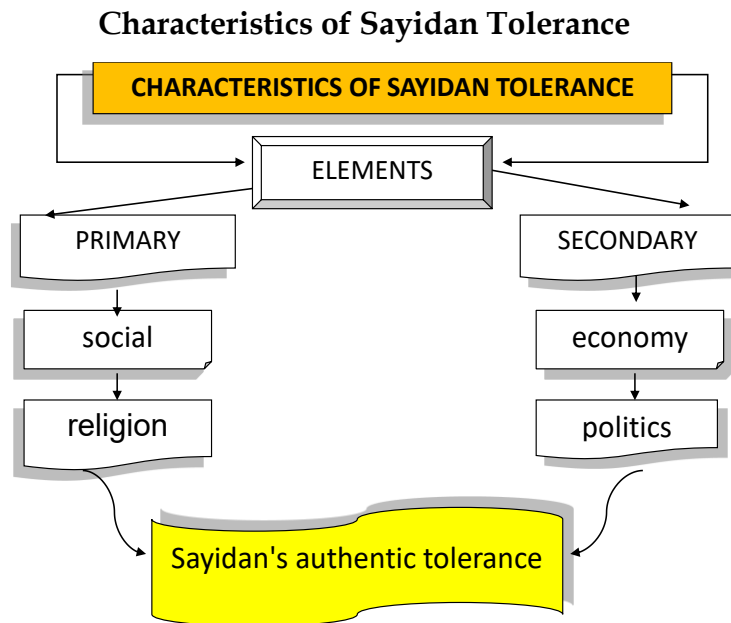 Characteristics of Sayidan Tolerance
CHARACTERISTICS OF SAYIDAN TOLERANCE
ELEMENTS
PRIMARY
SECONDARY
social
economy
religion
politics
Sayidan's authentic tolerance